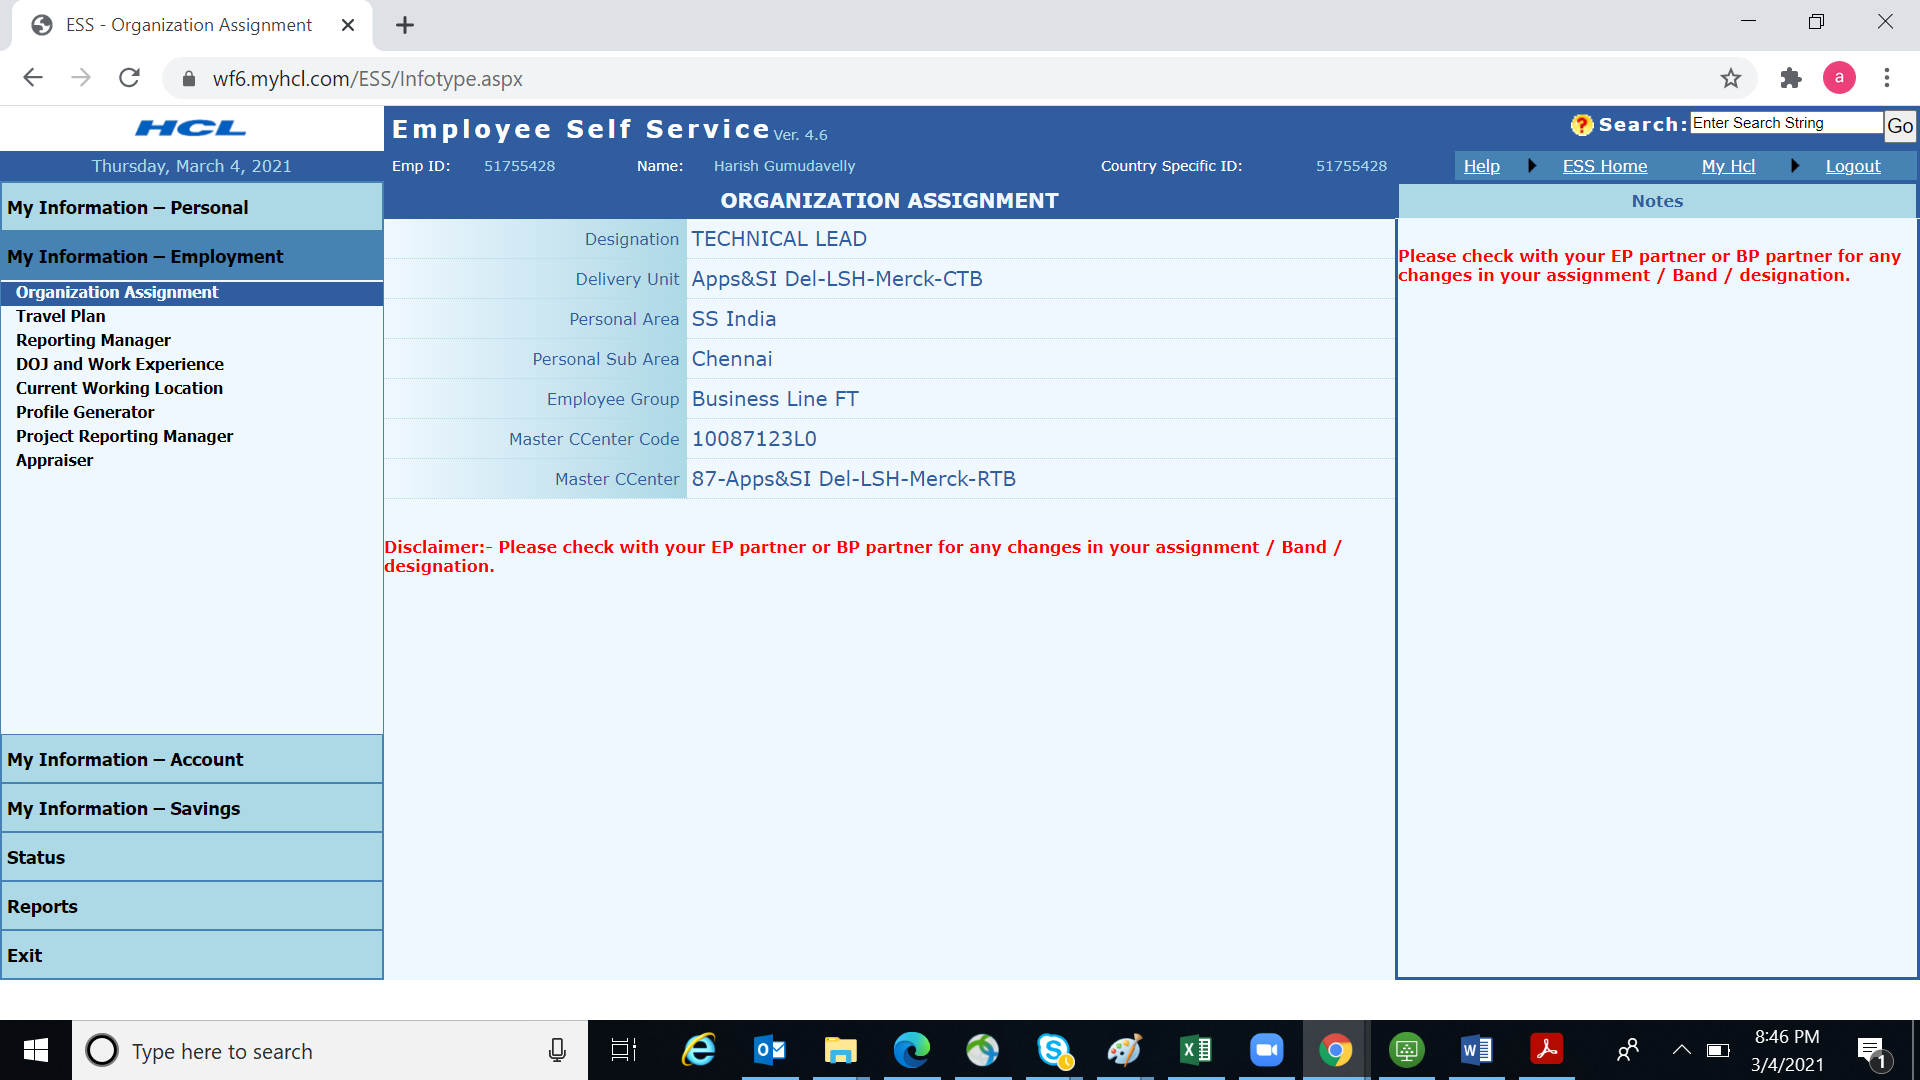 ESS - Organization Assignment
wf6.myhcl.com/ESS/Infotype.aspx
a
HCL
Employee Self Service Ver. 4.6
? Search: Enter Search String Go
Thursday, March 4, 2021
Emp ID: 51755428 Name: Harish Gumudavelly Country Specific ID: 51755428
Help ESS Home My Hcl Logout
My Information – Personal
My Information – Employment
Organization Assignment
Travel Plan
Reporting Manager
DOJ and Work Experience
Current Working Location
Profile Generator
Project Reporting Manager
Appraiser
My Information – Account
My Information – Savings
Status
Reports
Exit
ORGANIZATION ASSIGNMENT
Designation TECHNICAL LEAD
Delivery Unit Apps&SI Del-LSH-Merck-CTB
Personal Area SS India
Personal Sub Area Chennai
Employee Group Business Line FT
Master CCenter Code 10087123L0
Master CCenter 87-Apps&SI Del-LSH-Merck-RTB
Disclaimer:- Please check with your EP partner or BP partner for any changes in your assignment / Band /
designation.
Notes
Please check with your EP partner or BP partner for any
changes in your assignment / Band / designation.
Type here to search
8:46 PM
3/4/2021
1